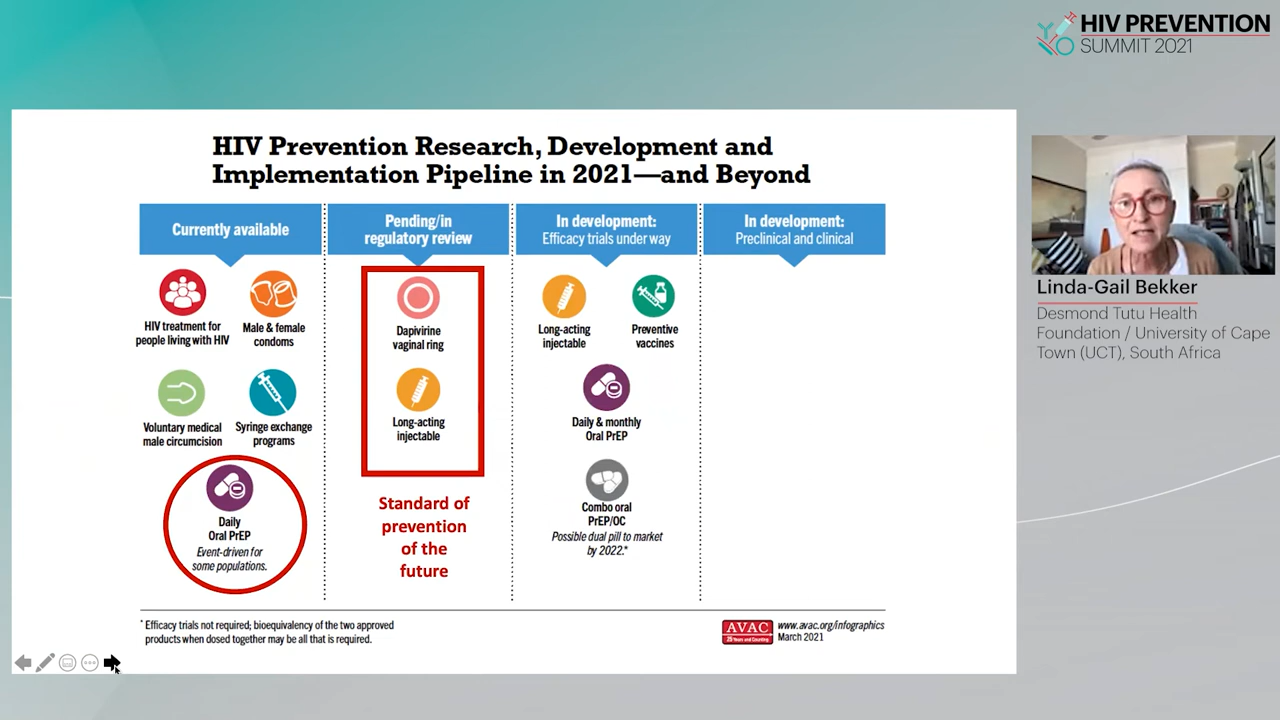 HIV PREVENTION
SUMMIT 2021
HIV Prevention Research, Development and
Implementation Pipeline in 2021—and Beyond
Currently available
Pending/in
regulatory review
In development:
Efficacy trials under way
In development:
Preclinical and clinical
HIV treatment for
people living with HIV
Male & female
condoms
Voluntary medical
male circumcision
Syringe exchange
programs
Daily
Oral PrEP
Event-driven for
some populations.
Dapivirine
vaginal ring
Long-acting
injectable
Standard of
prevention
of the
future
Long-acting
injectable
Preventive
vaccines
Daily & monthly
Oral PrEP
Combo oral
PrEP/OC
Possible dual pill to market
by 2022.*
* Efficacy trials not required; bioequivalency of the two approved
products when dosed together may be all that is required.
AVAC
25 Years and Counting
www.avac.org/infographics
March 2021
Linda-Gail Bekker
Desmond Tutu Health
Foundation / University of Cape
Town (UCT), South Africa